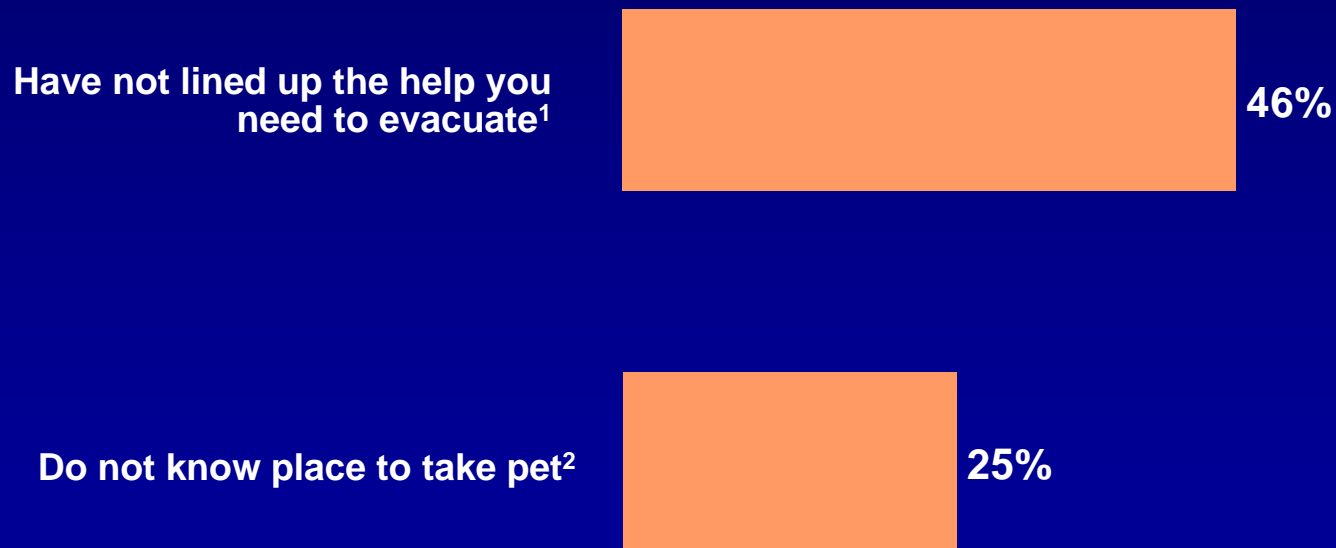 Have not lined up the help you
need to evacuate¹
46%
Do not know place to take pet²
25%